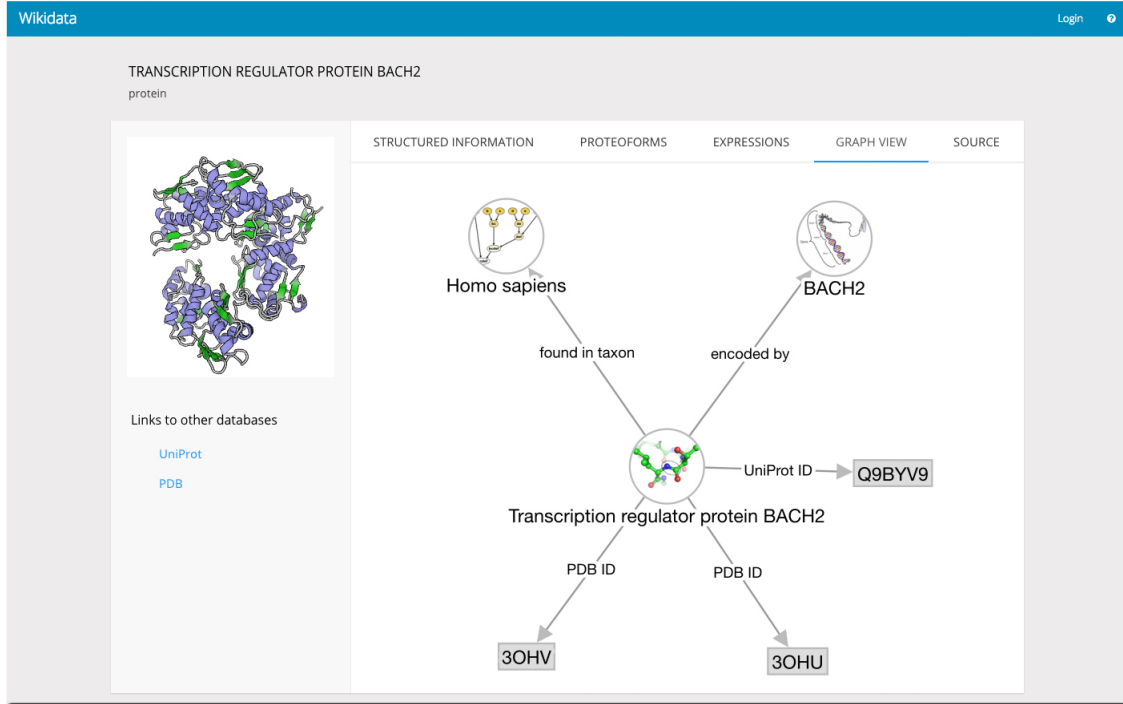 Wikidata
Login
TRANSCRIPTION REGULATOR PROTEIN BACH2
protein
STRUCTURED INFORMATION
PROTEOFORMS
EXPRESSIONS
GRAPH VIEW
SOURCE
Homo sapiens
BACH2
found in taxon
encoded by
Links to other databases
UniProt
PDB
UniProt ID
Q9BYV9
Transcription regulator protein BACH2
PDB ID
PDB ID
3OHV
3OHU